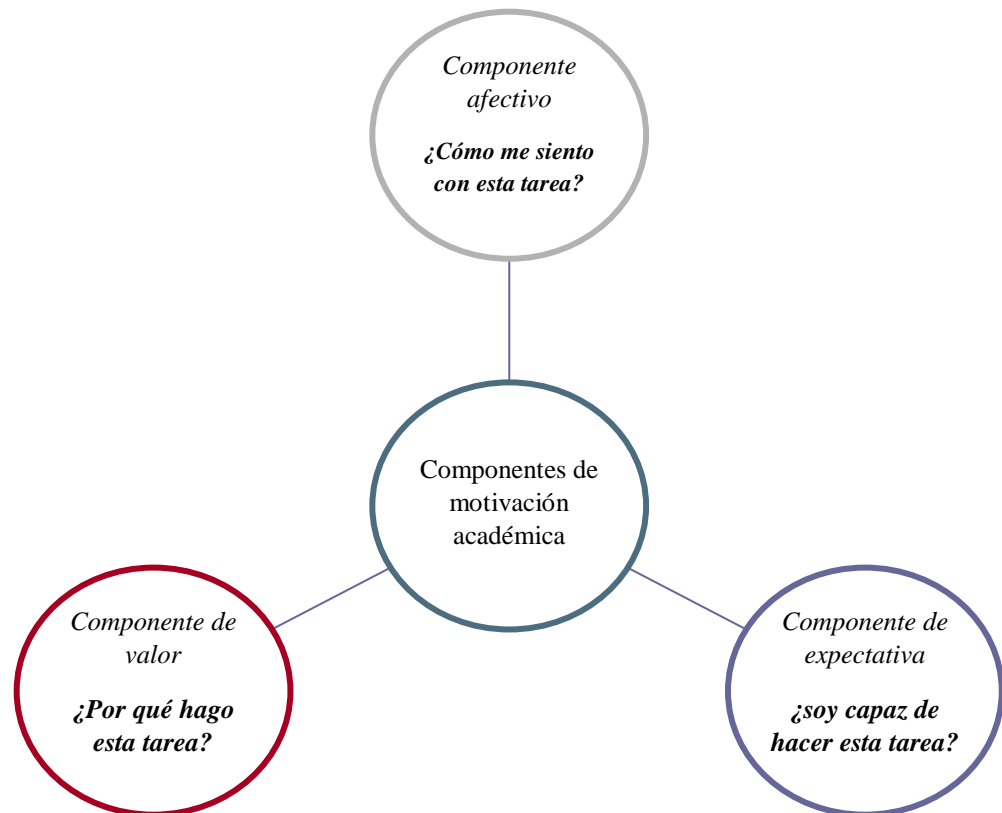 Componente
afectivo
¿Cómo me siento
con esta tarea?
Componentes de
motivación
académica
Componente de
valor
¿Por qué hago
esta tarea?
Componente de
expectativa
¿soy capaz de
hacer esta tarea?